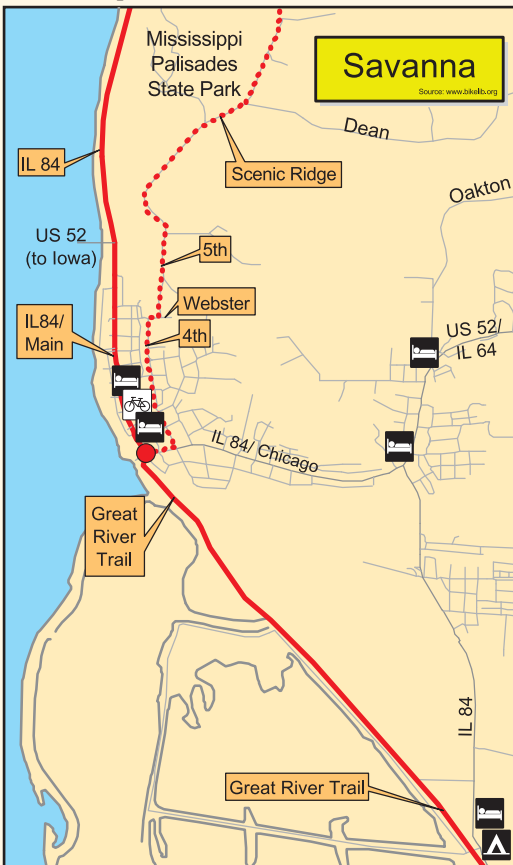 Mississippi
Palisades
State Park
Savanna
Source: www.bikelib.org
Dean
IL 84
Scenic Ridge
Oakton
US 52
(to Iowa)
5th
Webster
IL84/
Main
4th
US 52/
IL 64
IL 84/ Chicago
Great
River
Trail
IL 84
Great River Trail